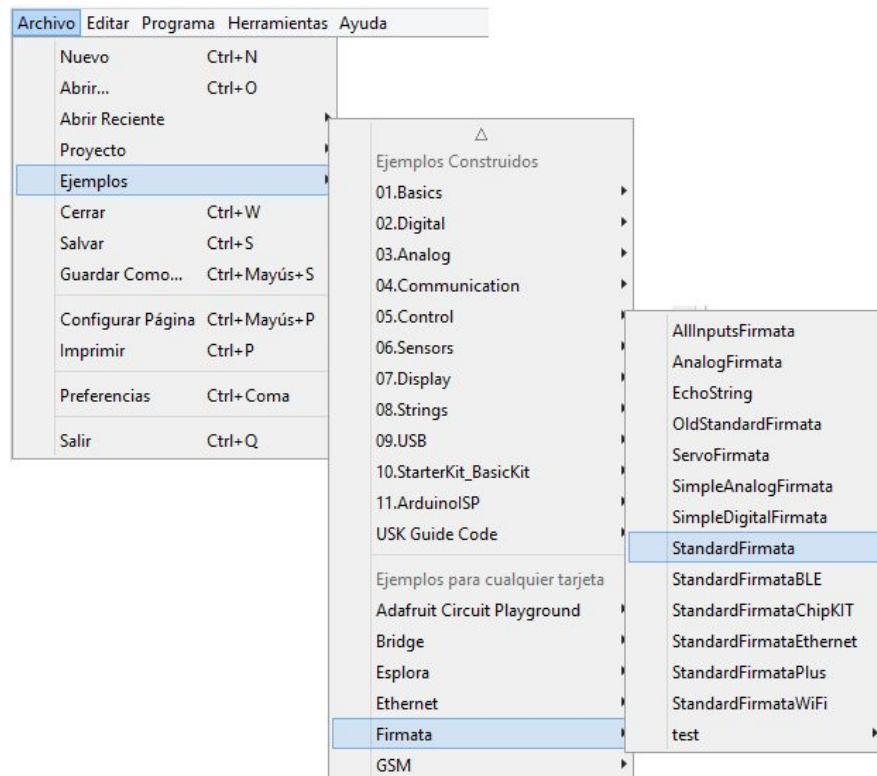 Archivo Editar Programa Herramientas Ayuda
Nuevo Ctrl+N
Abrir... Ctrl+O
Abrir Reciente
Proyecto
Ejemplos
Cerrar Ctrl+W
Salvar Ctrl+S
Guardar Como... Ctrl+Mayús+S
Configurar Página Ctrl+Mayús+P
Imprimir Ctrl+P
Preferencias Ctrl+Coma
Salir Ctrl+Q
Ejemplos Construidos
01.Basics
02.Digital
03.Analog
04.Communication
05.Control
06.Sensors
07.Display
08.Strings
09.USB
10.StarterKit_BasicKit
11.ArduinoISP
USK Guide Code
Ejemplos para cualquier tarjeta
Adafruit Circuit Playground
Bridge
Esplora
Ethernet
Firmata
GSM
AllInputsFirmata
AnalogFirmata
EchoString
OldStandardFirmata
ServoFirmata
SimpleAnalogFirmata
SimpleDigitalFirmata
StandardFirmata
StandardFirmataBLE
StandardFirmataChipKIT
StandardFirmataEthernet
StandardFirmataPlus
StandardFirmataWiFi
test